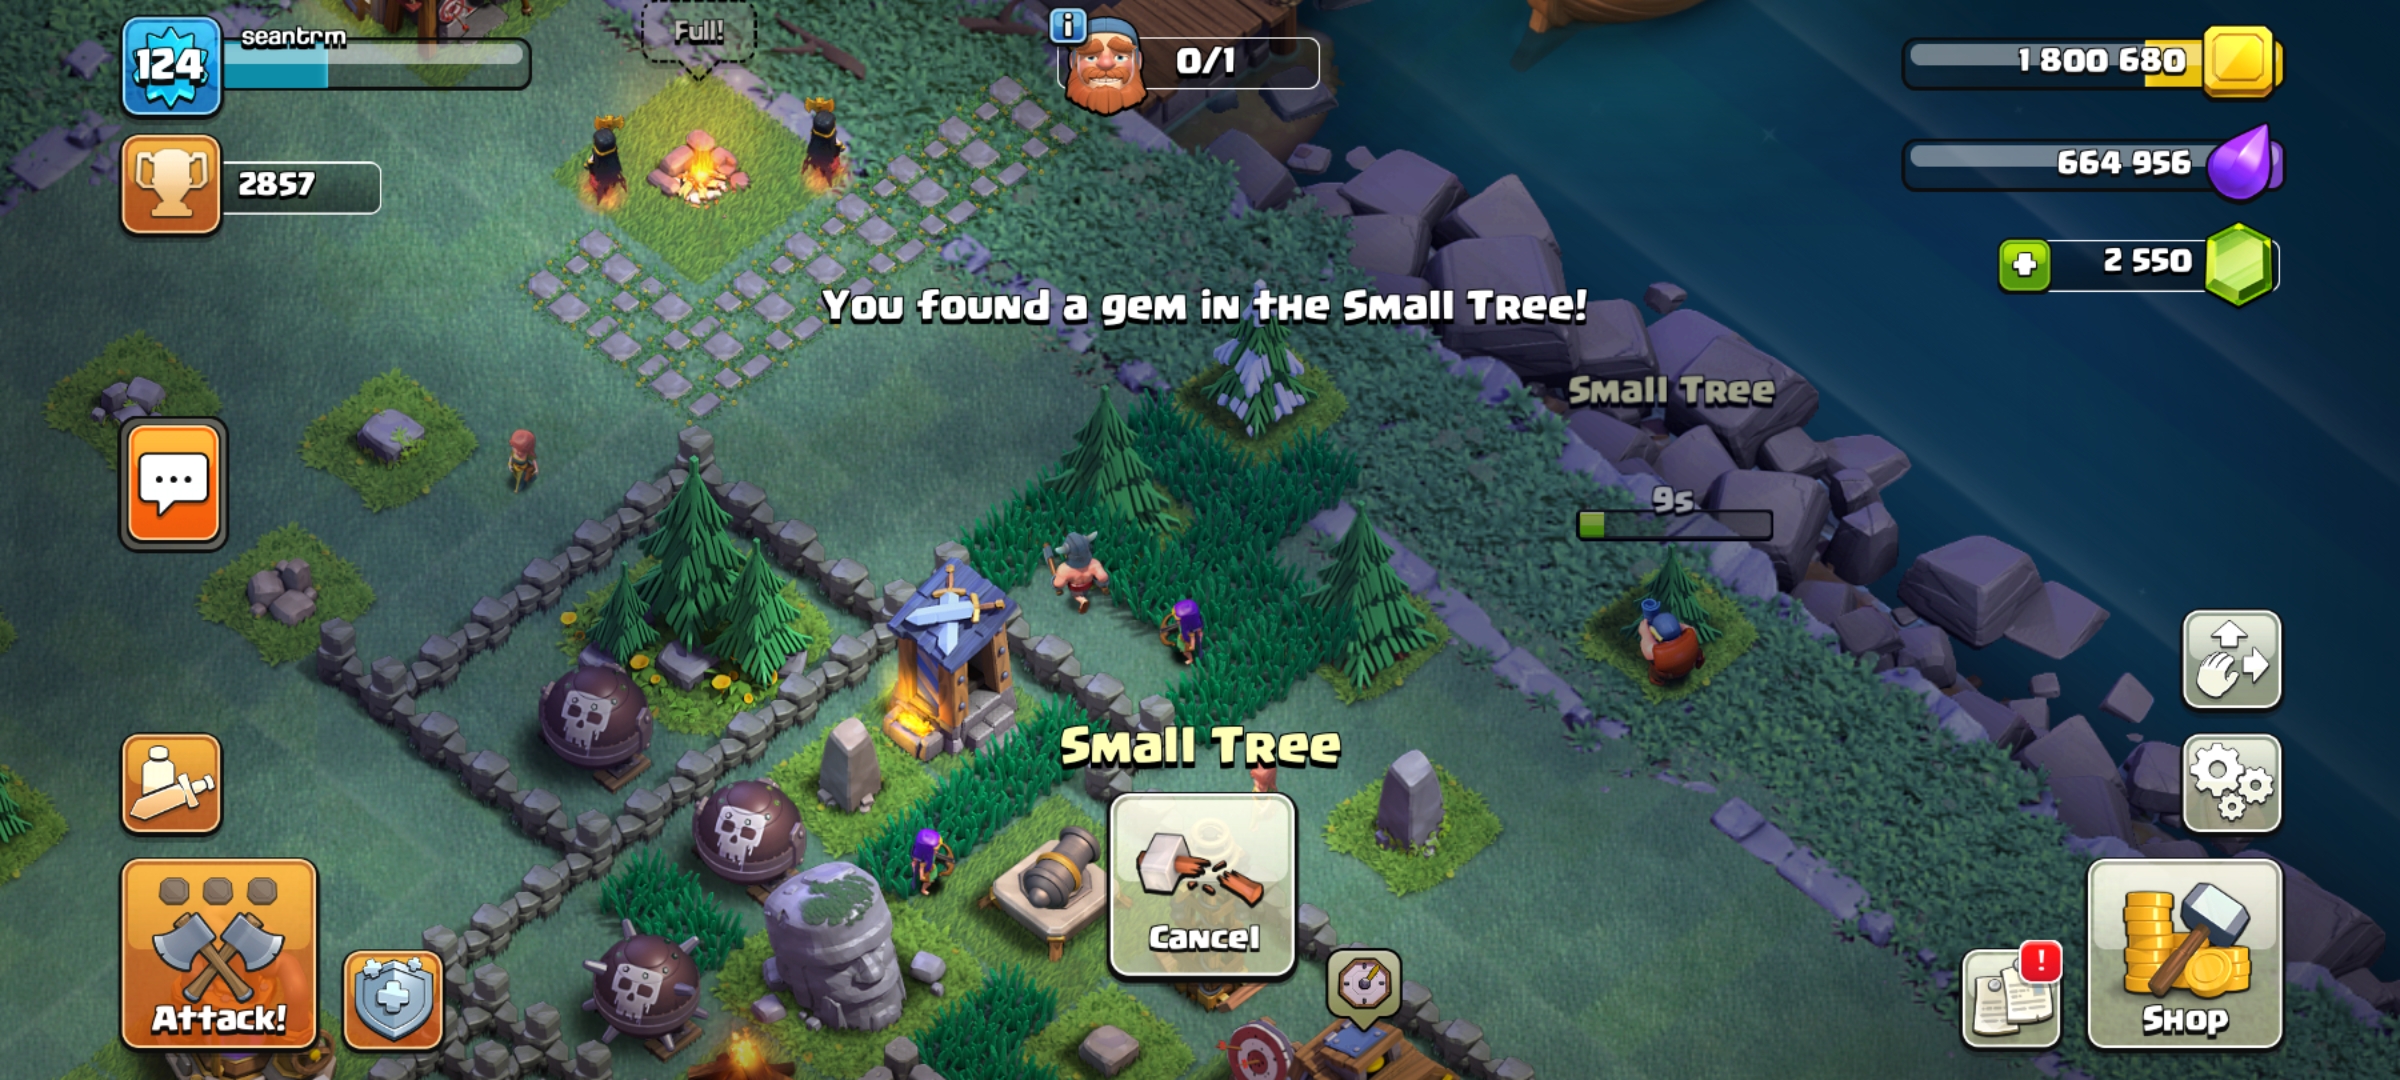 124
seantrm
Full!
i
0/1
1 800 680
2857
664 956
2 550
You found a gem in the Small Tree!
Small Tree
9s
Small Tree
Cancel
Attack!
!
Shop